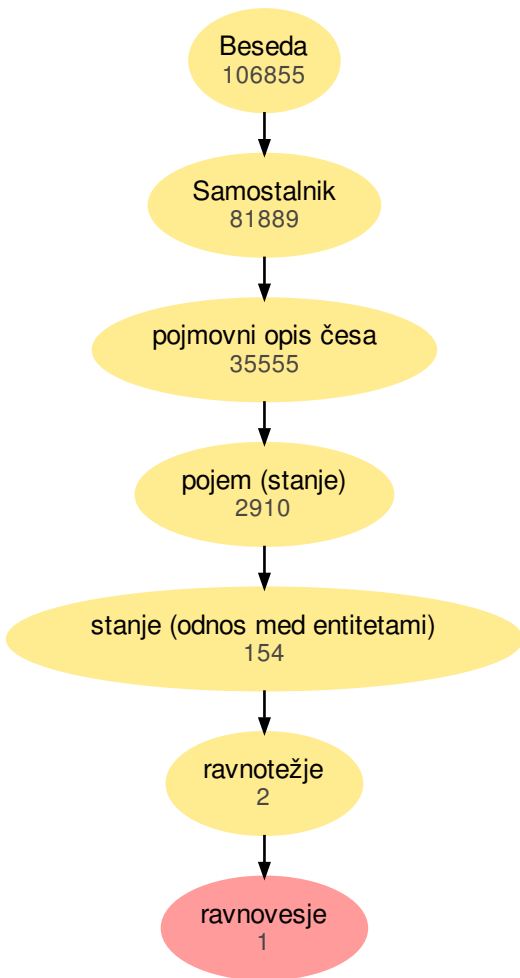 Beseda
106855
Samostalnik
81889
pojmovni opis česa
35555
pojem (stanje)
2910
stanje (odnos med entitetami)
154
ravnotežje
2
ravnovesje
1